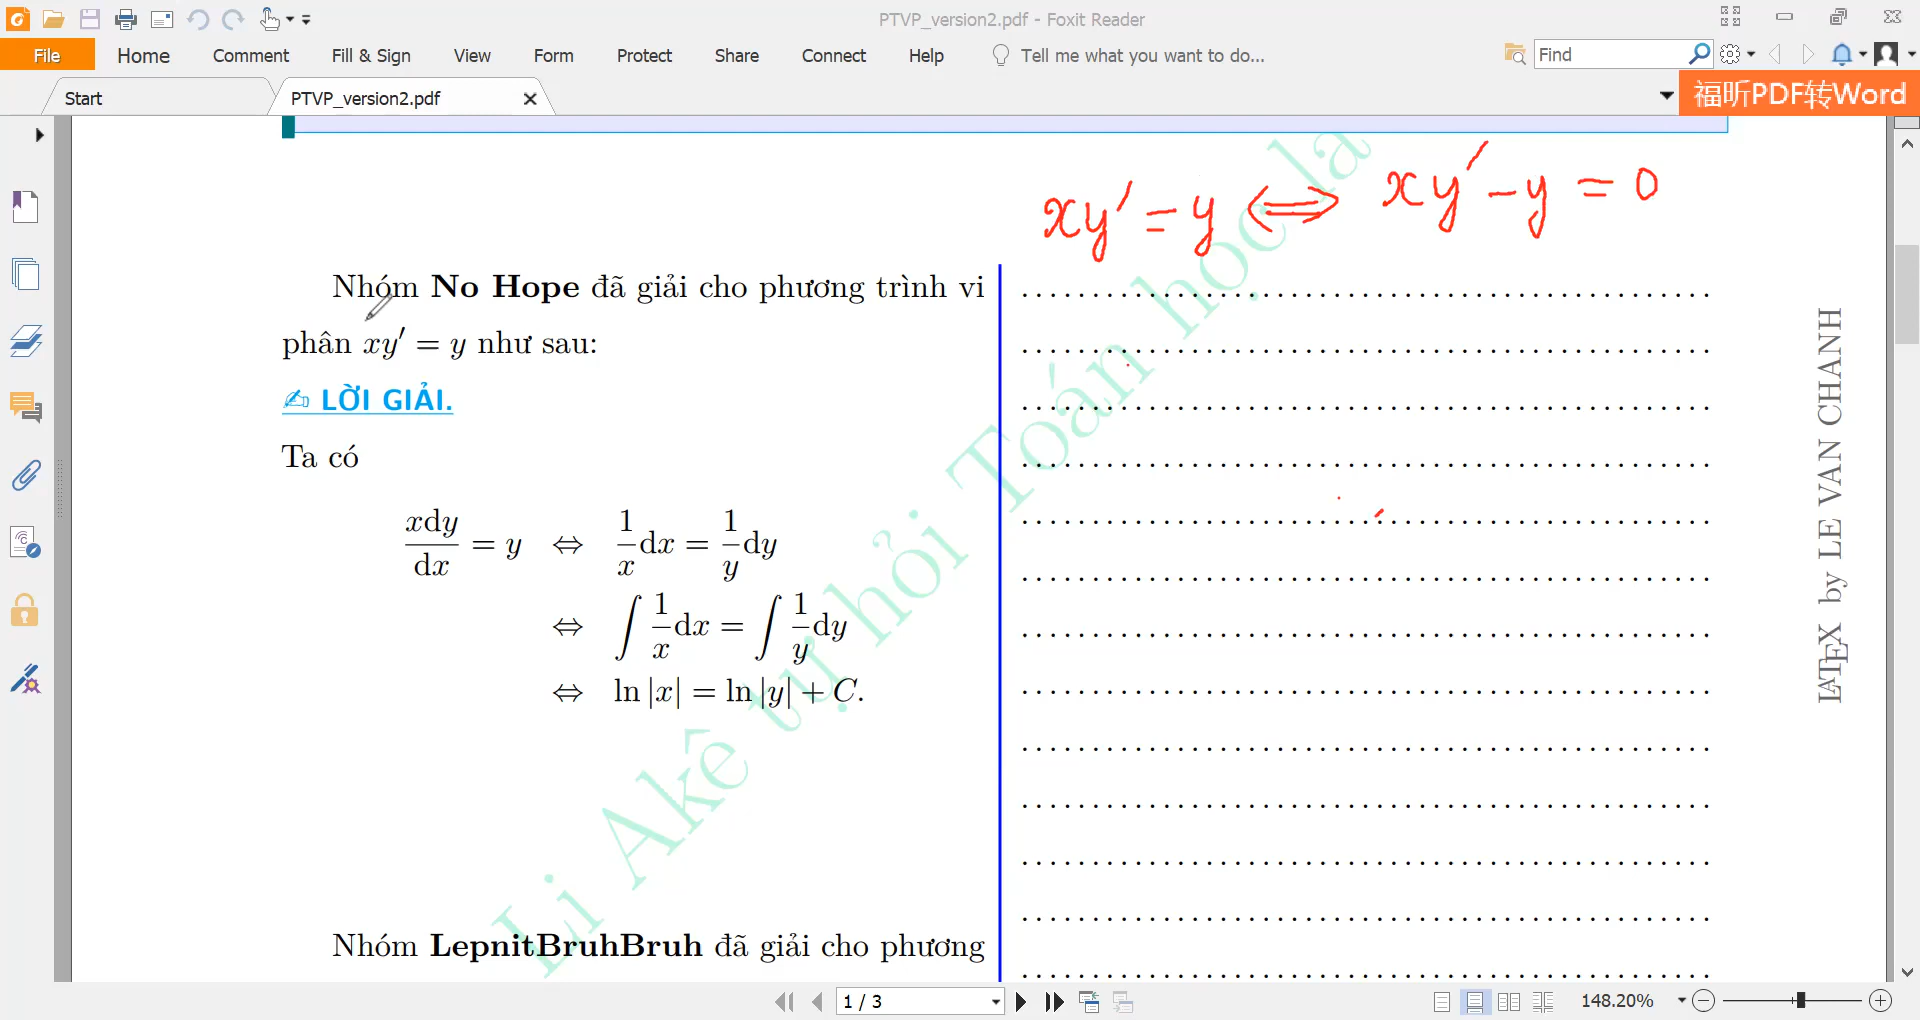 PTVP_version2.pdf - Foxit Reader
File Home Comment Fill & Sign View Form Protect Share Connect Help Tell me what you want to do... Find
Start PTVP_version2.pdf 福昕PDF转Word
xy' = y ⇔ xy' - y = 0
Nhóm No Hope đã giải cho phương trình vi
phân xy′ = y như sau:
LỜI GIẢI.
Ta có
xdy/dx = y ⇔ 1/x dx = 1/y dy
⇔ ∫ 1/x dx = ∫ 1/y dy
⇔ ln |x| = ln |y| + C.
Nhóm LepnitBruhBruh đã giải cho phương
Li Akê tự hỏi Toán học là
LATEX by LE VAN CHANH
1 / 3 148.20%